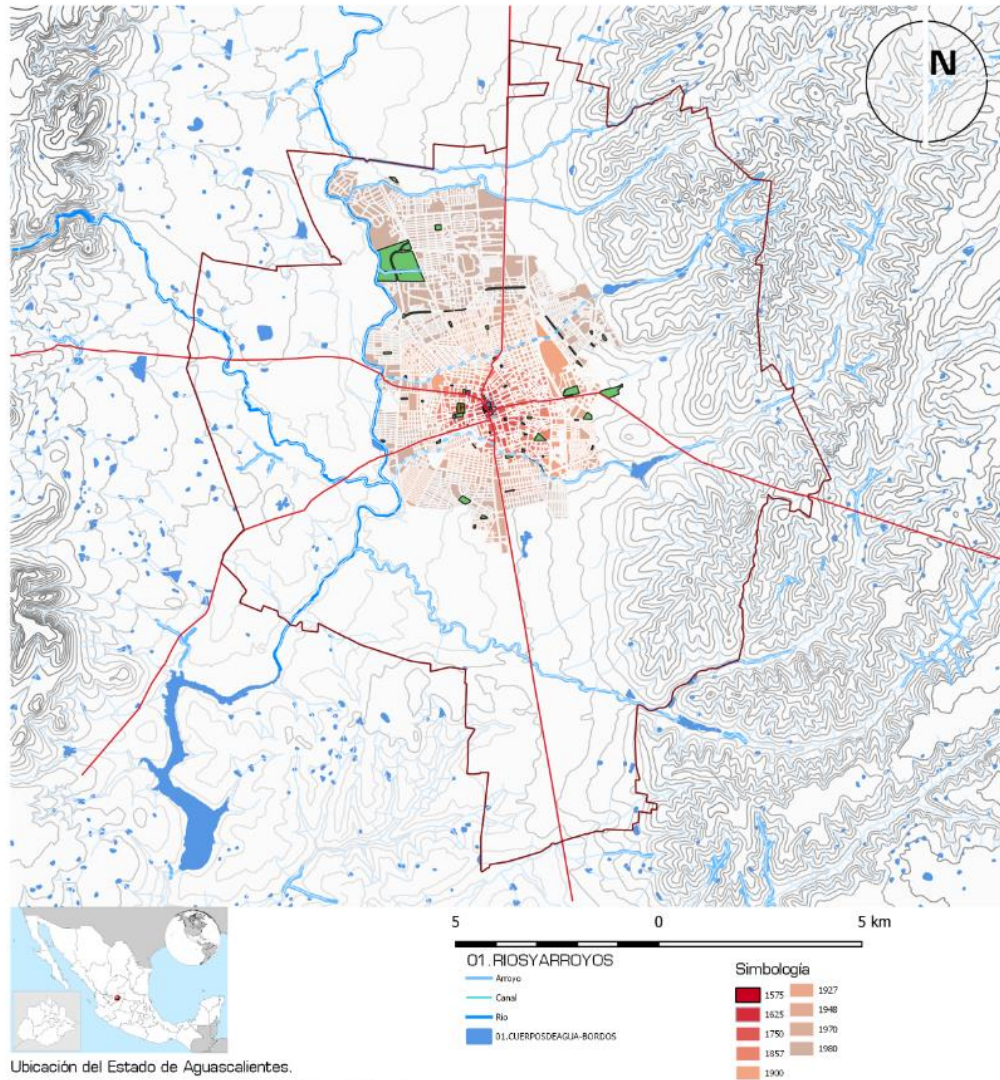 N
5 0 5 km
01.RIOSYARROYOS
Arroyo
Canal
Rio
01.CUERPOSDEAGUA-BORDOS
Simbología
1575
1625
1750
1857
1900
1927
1948
1970
1980
Ubicación del Estado de Aguascalientes.